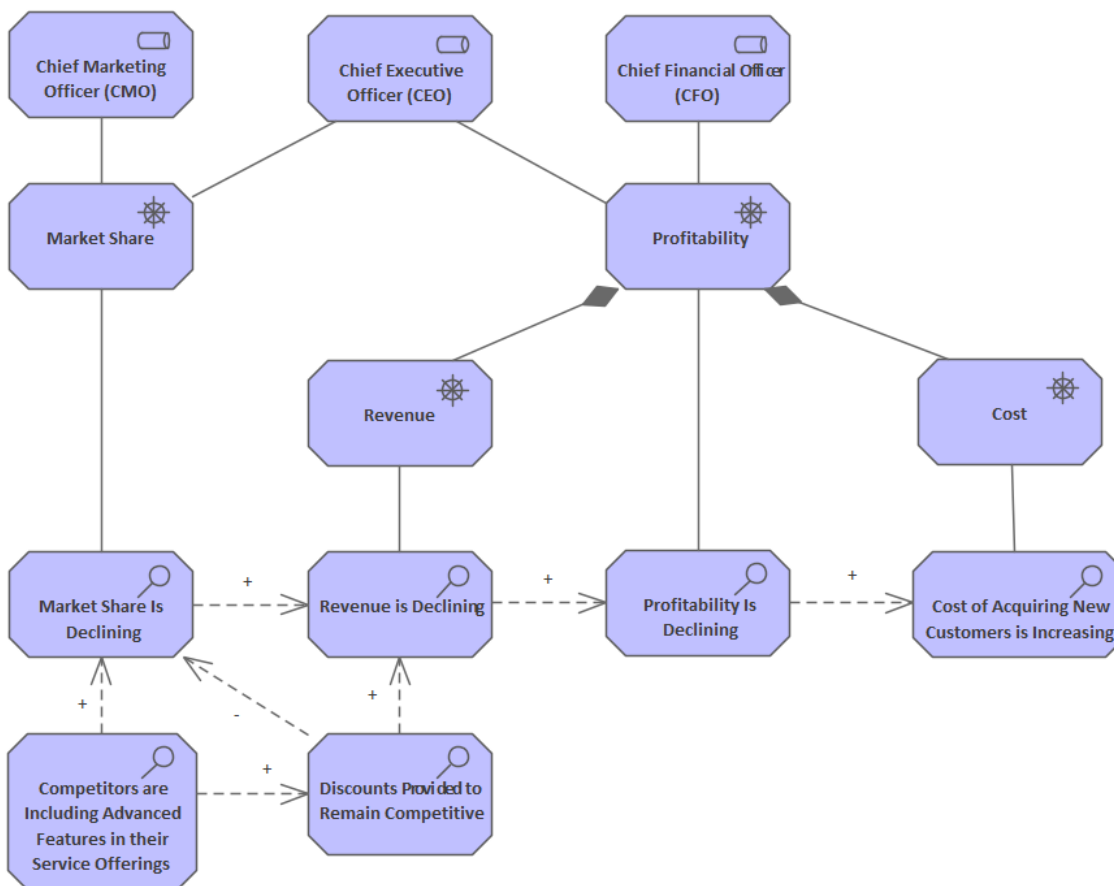 Chief Marketing
Officer (CMO)
Chief Executive
Officer (CEO)
Chief Financial Officer
(CFO)
Market Share
Profitability
Revenue
Cost
Market Share Is
Declining
+
Revenue is Declining
+
Profitability Is
Declining
+
Cost of Acquiring New
Customers is Increasing
+
-
+
Competitors are
Including Advanced
Features in their
Service Offerings
+
Discounts Provided to
Remain Competitive